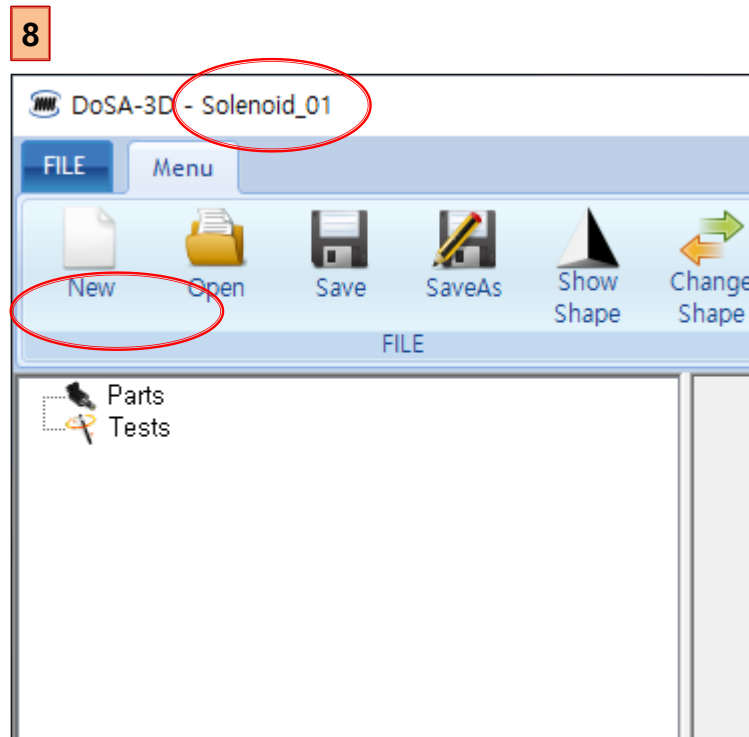 8
DoSA-3D - Solenoid_01
FILE Menu
New Open Save SaveAs Show Shape Change Shape
FILE
Parts
Tests